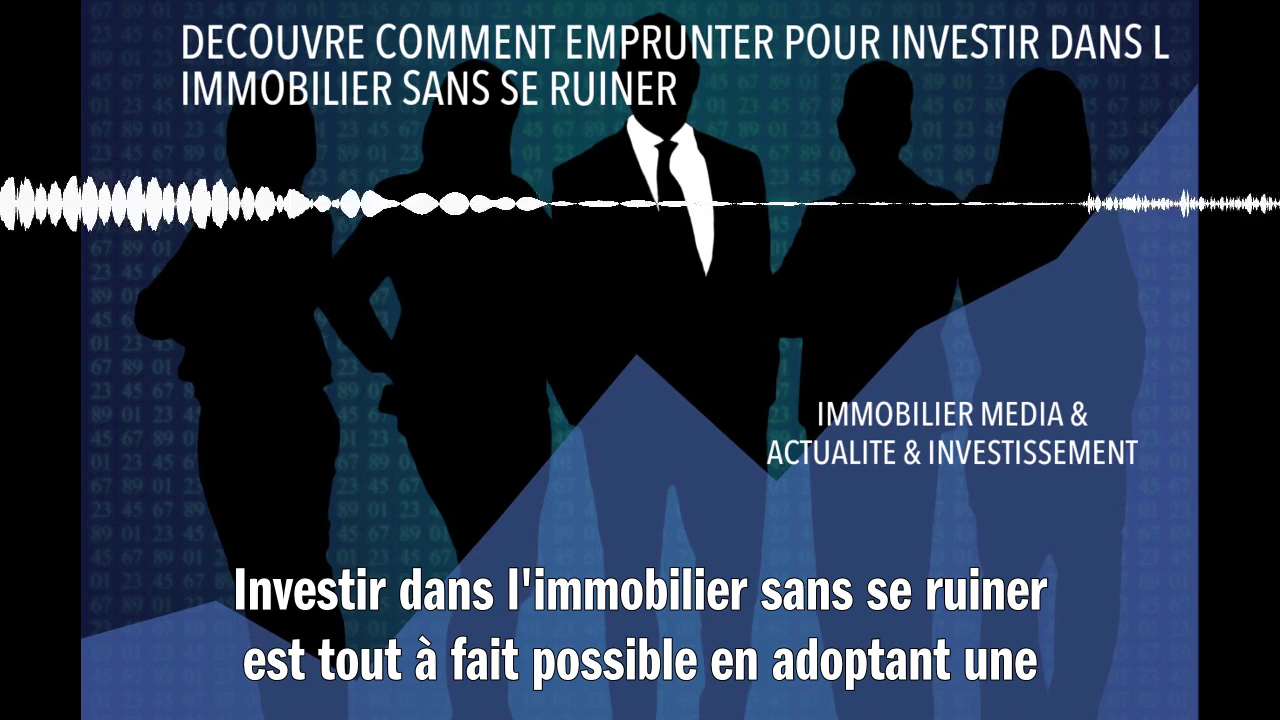 DECOUVRE COMMENT EMPRUNTER POUR INVESTIR DANS L
IMMOBILIER SANS SE RUINER
IMMOBILIER MEDIA &
ACTUALITE & INVESTISSEMENT
Investir dans l'immobilier sans se ruiner
est tout à fait possible en adoptant une